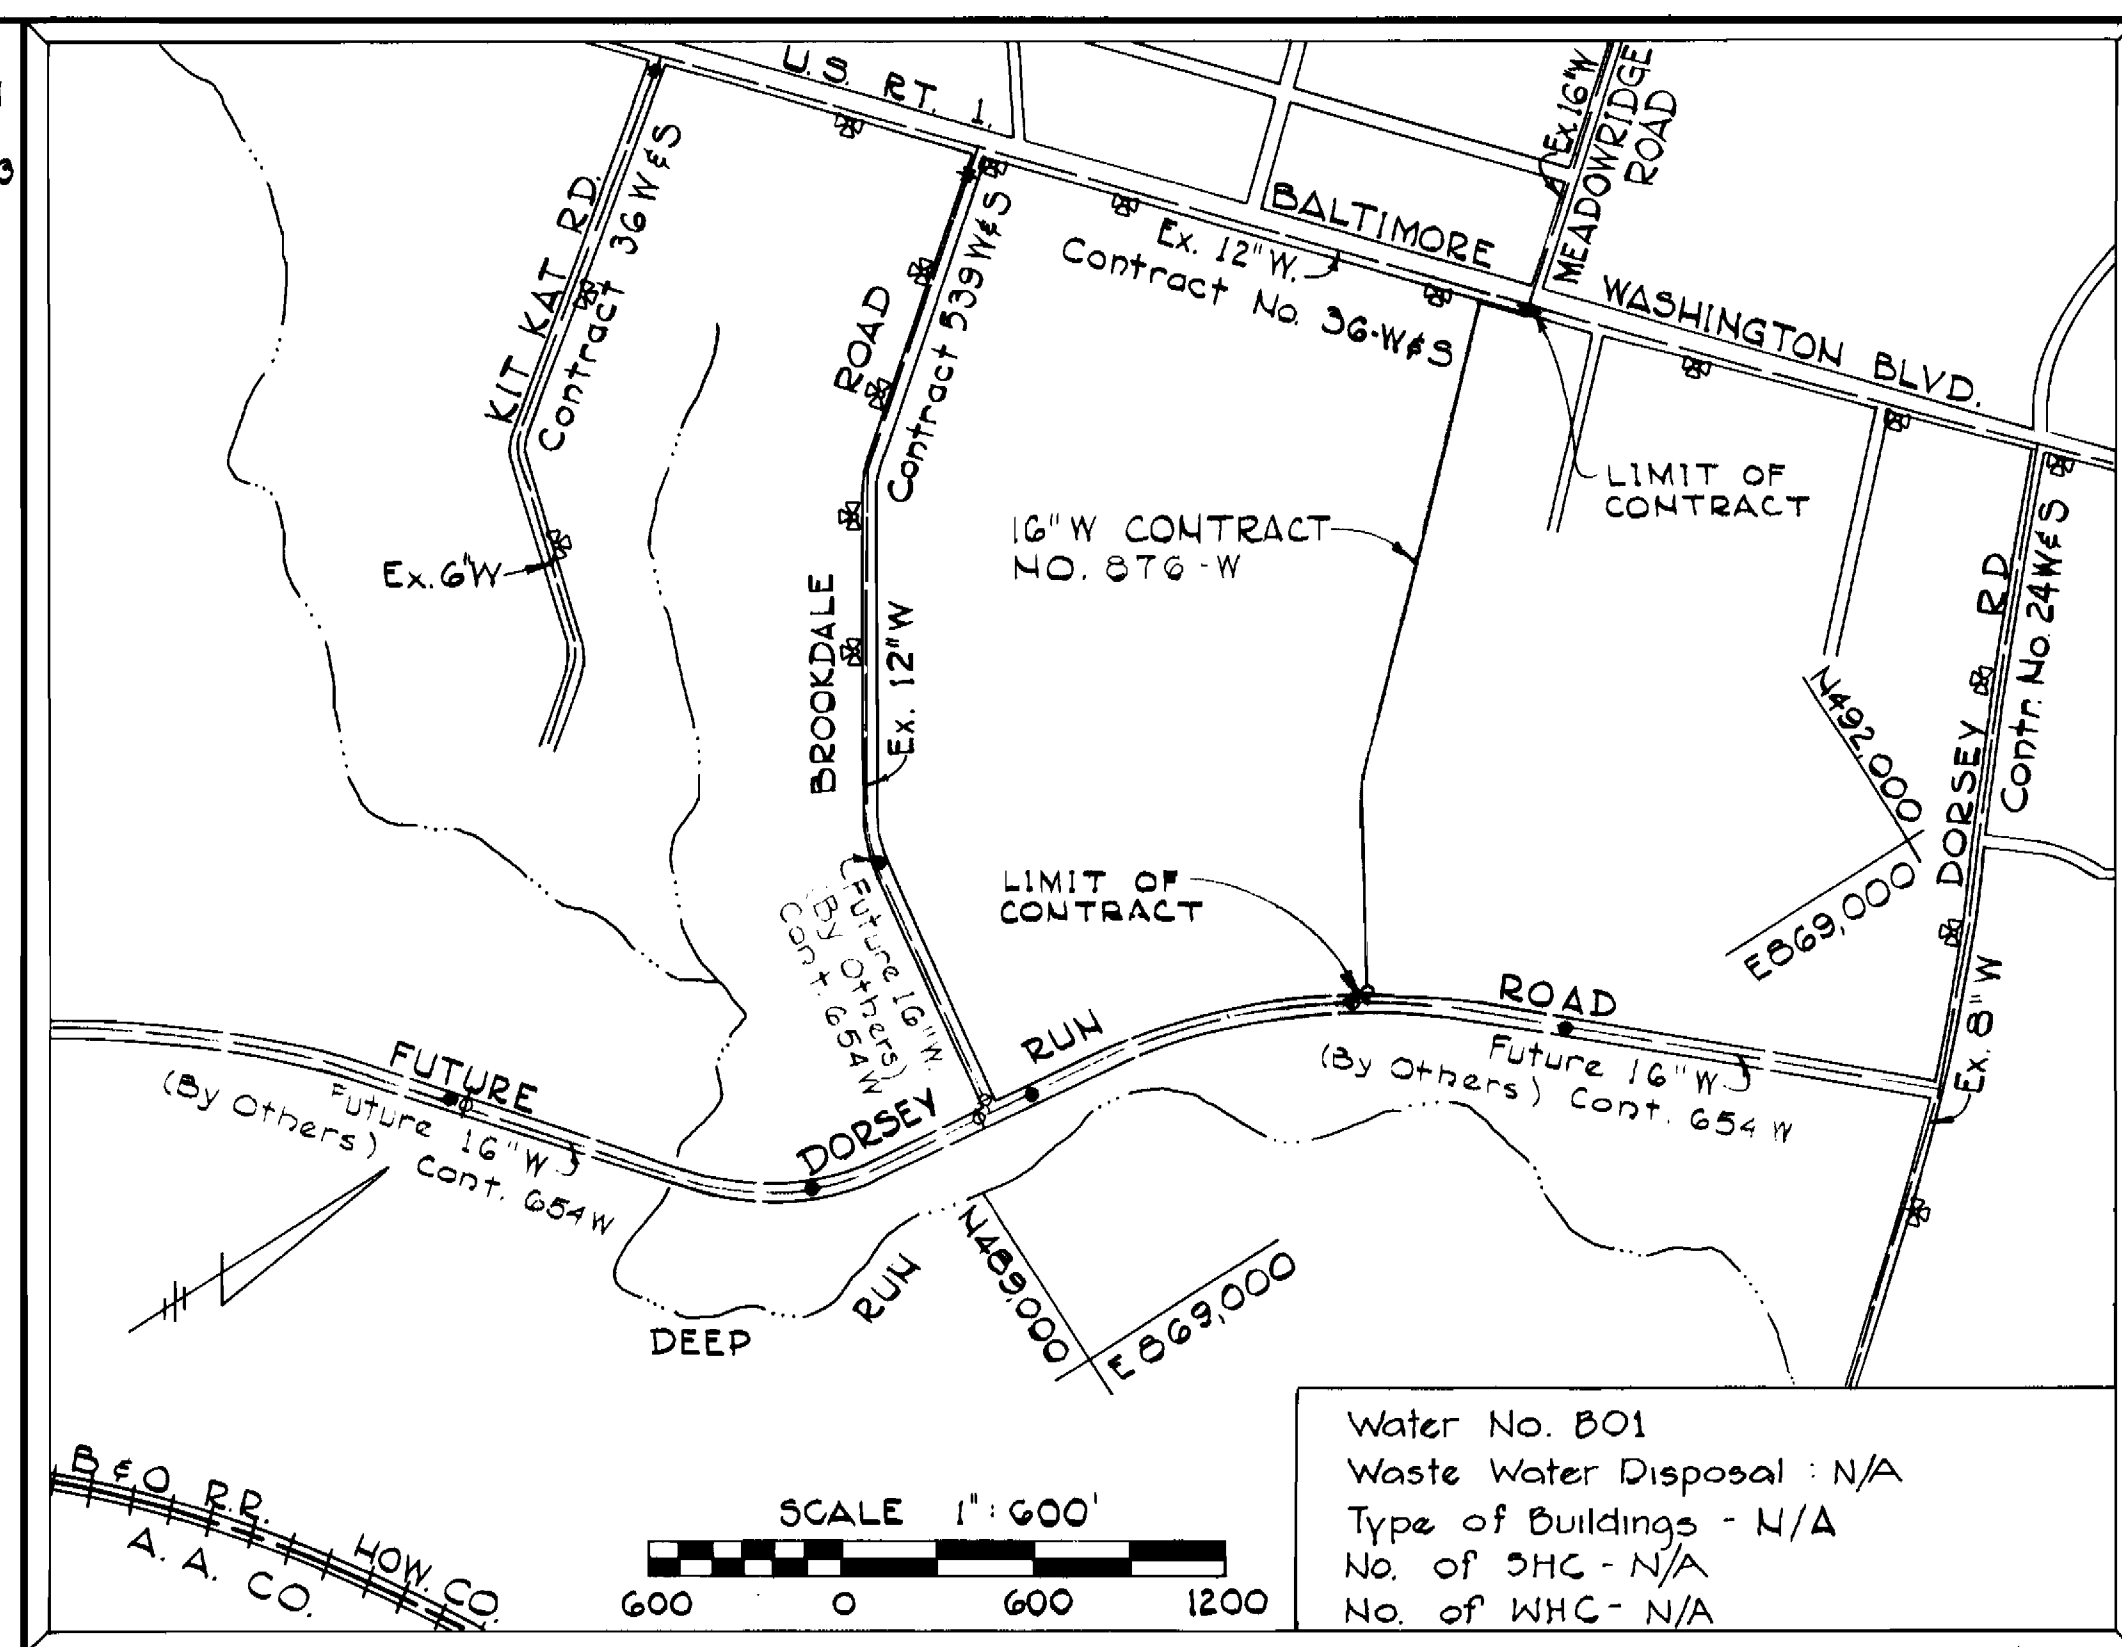 3
U.S. RT. 1.
Ex. 16"W
MEADOWRIDGE
ROAD
KIT KAT RD.
Contract 36 W&S
BALTIMORE
WASHINGTON BLVD.
Ex. 12"W.
Contract No. 36-W&S
BROOKDALE ROAD
Contract 539 W&S
Ex. 12"W
Ex. 6"W
16"W CONTRACT
NO. 876-W
LIMIT OF
CONTRACT
DORSEY RD
Contr. No. 24 W&S
N492,000
E869,000
LIMIT OF
CONTRACT
Future 16"W.
(By Others)
Cont. 654W
Ex. 8"W
FUTURE DORSEY RUN ROAD
Future 16"W
(By Others) Cont. 654W
Future 16"W
(By Others) Cont. 654 W
N489,000
E 869,000
DEEP RUN
B & O R.R.
HOW. CO.
A. A. CO.
SCALE 1":600'
600 0 600 1200
Water No. B01
Waste Water Disposal : N/A
Type of Buildings - N/A
No. of SHC - N/A
No. of WHC - N/A